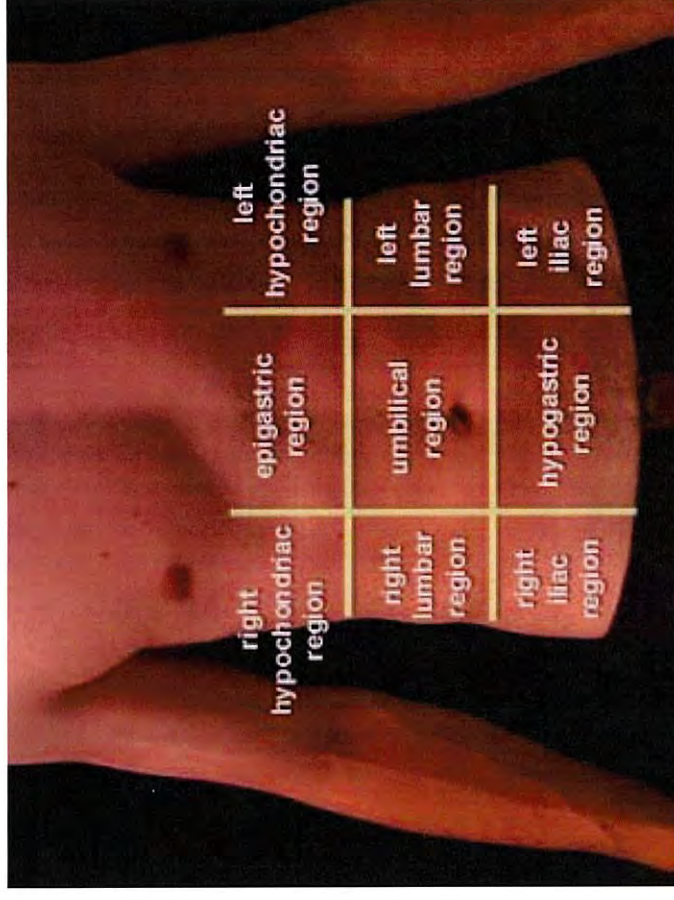 right
hypochondriac
region
epigastric
region
left
hypochondriac
region
right
lumbar
region
umbilical
region
left
lumbar
region
right
iliac
region
hypogastric
region
left
iliac
region